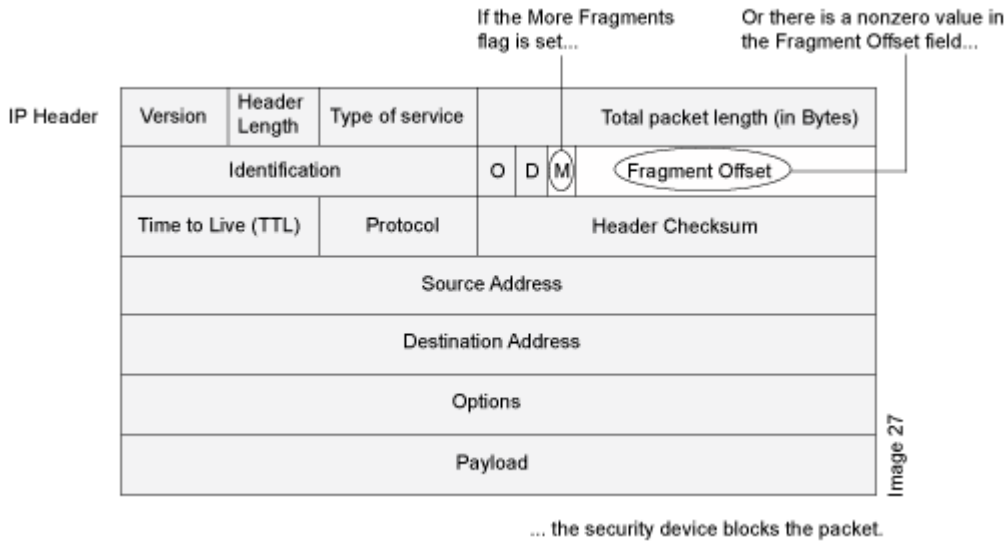 If the More Fragments
flag is set...
Or there is a nonzero value in
the Fragment Offset field...
IP Header
Version
Header
Length
Type of service
Total packet length (in Bytes)
Identification
O
D
M
Fragment Offset
Time to Live (TTL)
Protocol
Header Checksum
Source Address
Destination Address
Options
Payload
Image 27
... the security device blocks the packet.